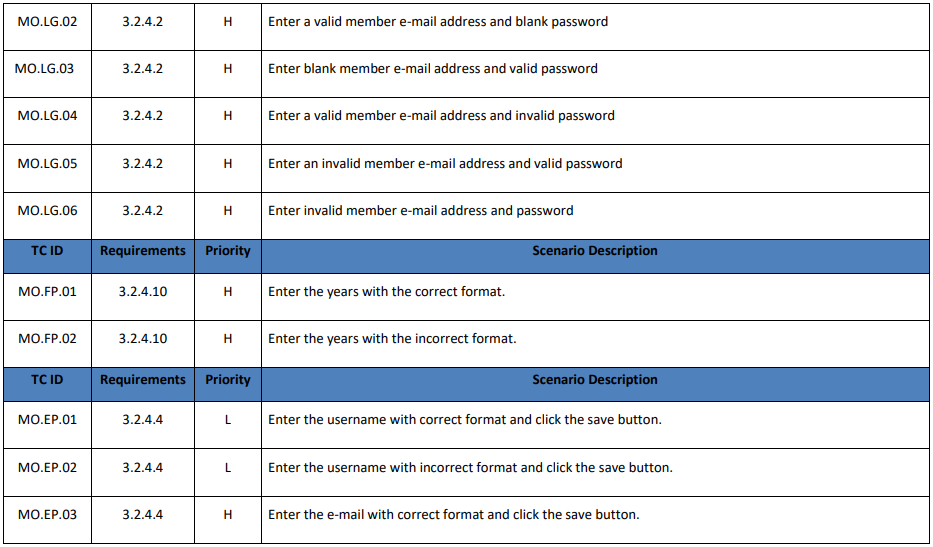 MO.LG.02 3.2.4.2 H Enter a valid member e-mail address and blank password
MO.LG.03 3.2.4.2 H Enter blank member e-mail address and valid password
MO.LG.04 3.2.4.2 H Enter a valid member e-mail address and invalid password
MO.LG.05 3.2.4.2 H Enter an invalid member e-mail address and valid password
MO.LG.06 3.2.4.2 H Enter invalid member e-mail address and password
TC ID Requirements Priority Scenario Description
MO.FP.01 3.2.4.10 H Enter the years with the correct format.
MO.FP.02 3.2.4.10 H Enter the years with the incorrect format.
TC ID Requirements Priority Scenario Description
MO.EP.01 3.2.4.4 L Enter the username with correct format and click the save button.
MO.EP.02 3.2.4.4 L Enter the username with incorrect format and click the save button.
MO.EP.03 3.2.4.4 H Enter the e-mail with correct format and click the save button.